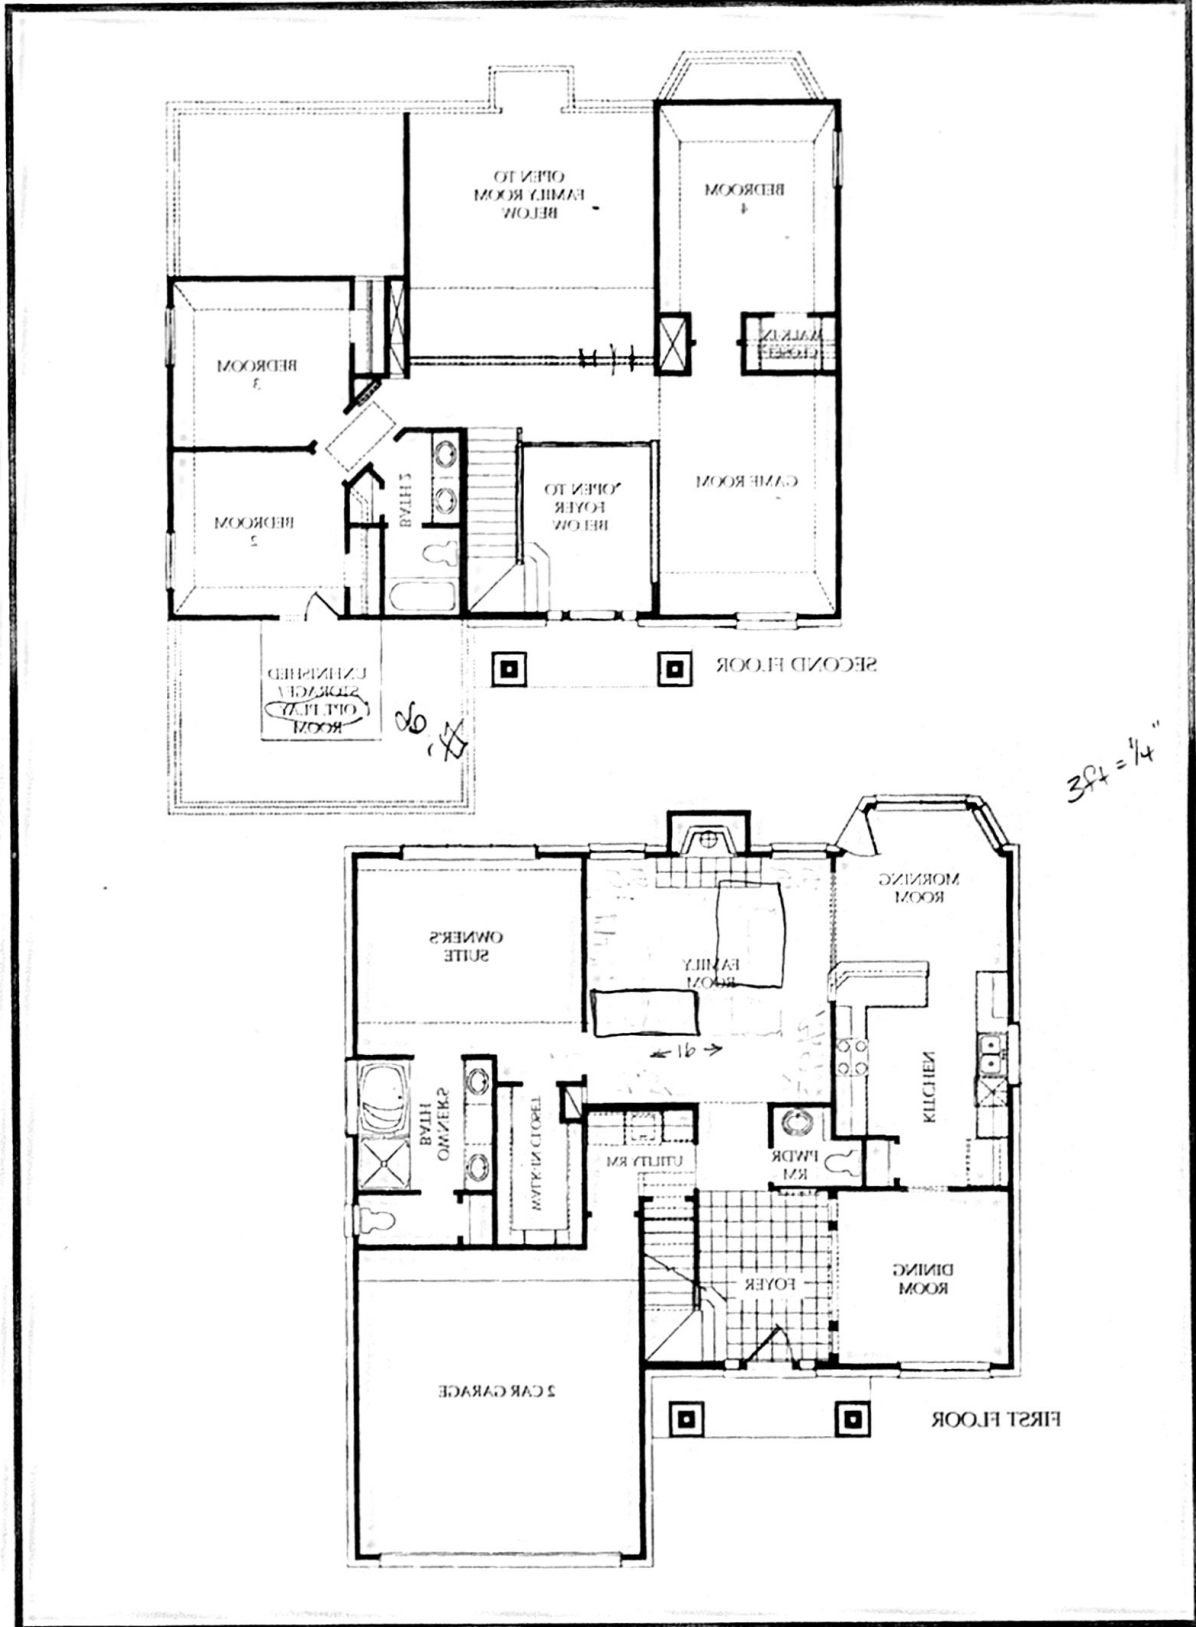 OPEN TO
FAMILY ROOM
BELOW
BEDROOM
4
WALK-IN
CLOSET
BEDROOM
3
BEDROOM
2
BATH 2
OPEN TO
FOYER
BELOW
GAME ROOM
UNFINISHED
STORAGE/
OPT. PLAY
ROOM
SECOND FLOOR
3ft = 1/4"
OWNER'S
SUITE
FAMILY
ROOM
MORNING
ROOM
KITCHEN
OWNER'S
BATH
WALK-IN CLOSET
UTILITY RM
PWDR
RM
FOYER
DINING
ROOM
2 CAR GARAGE
FIRST FLOOR